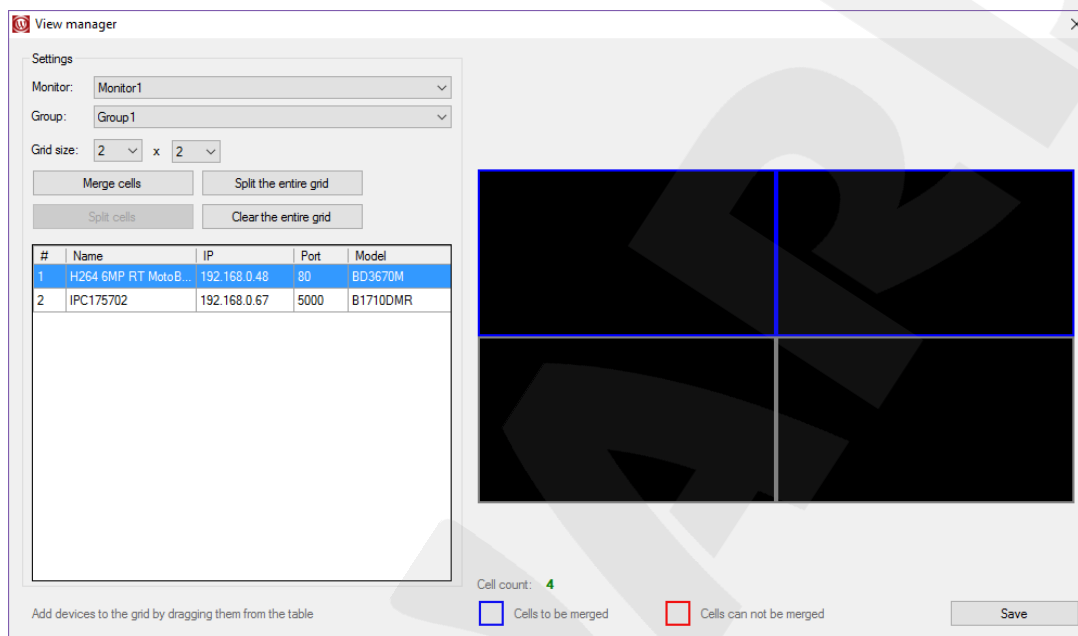 View manager
Settings
Monitor: Monitor1
Group: Group1
Grid size: 2 x 2
Merge cells Split the entire grid
Split cells Clear the entire grid
# Name IP Port Model
1 H264 6MP RT MotoB... 192.168.0.48 80 BD3670M
2 IPC175702 192.168.0.67 5000 B1710DMR
Cell count: 4
Add devices to the grid by dragging them from the table
Cells to be merged Cells can not be merged Save